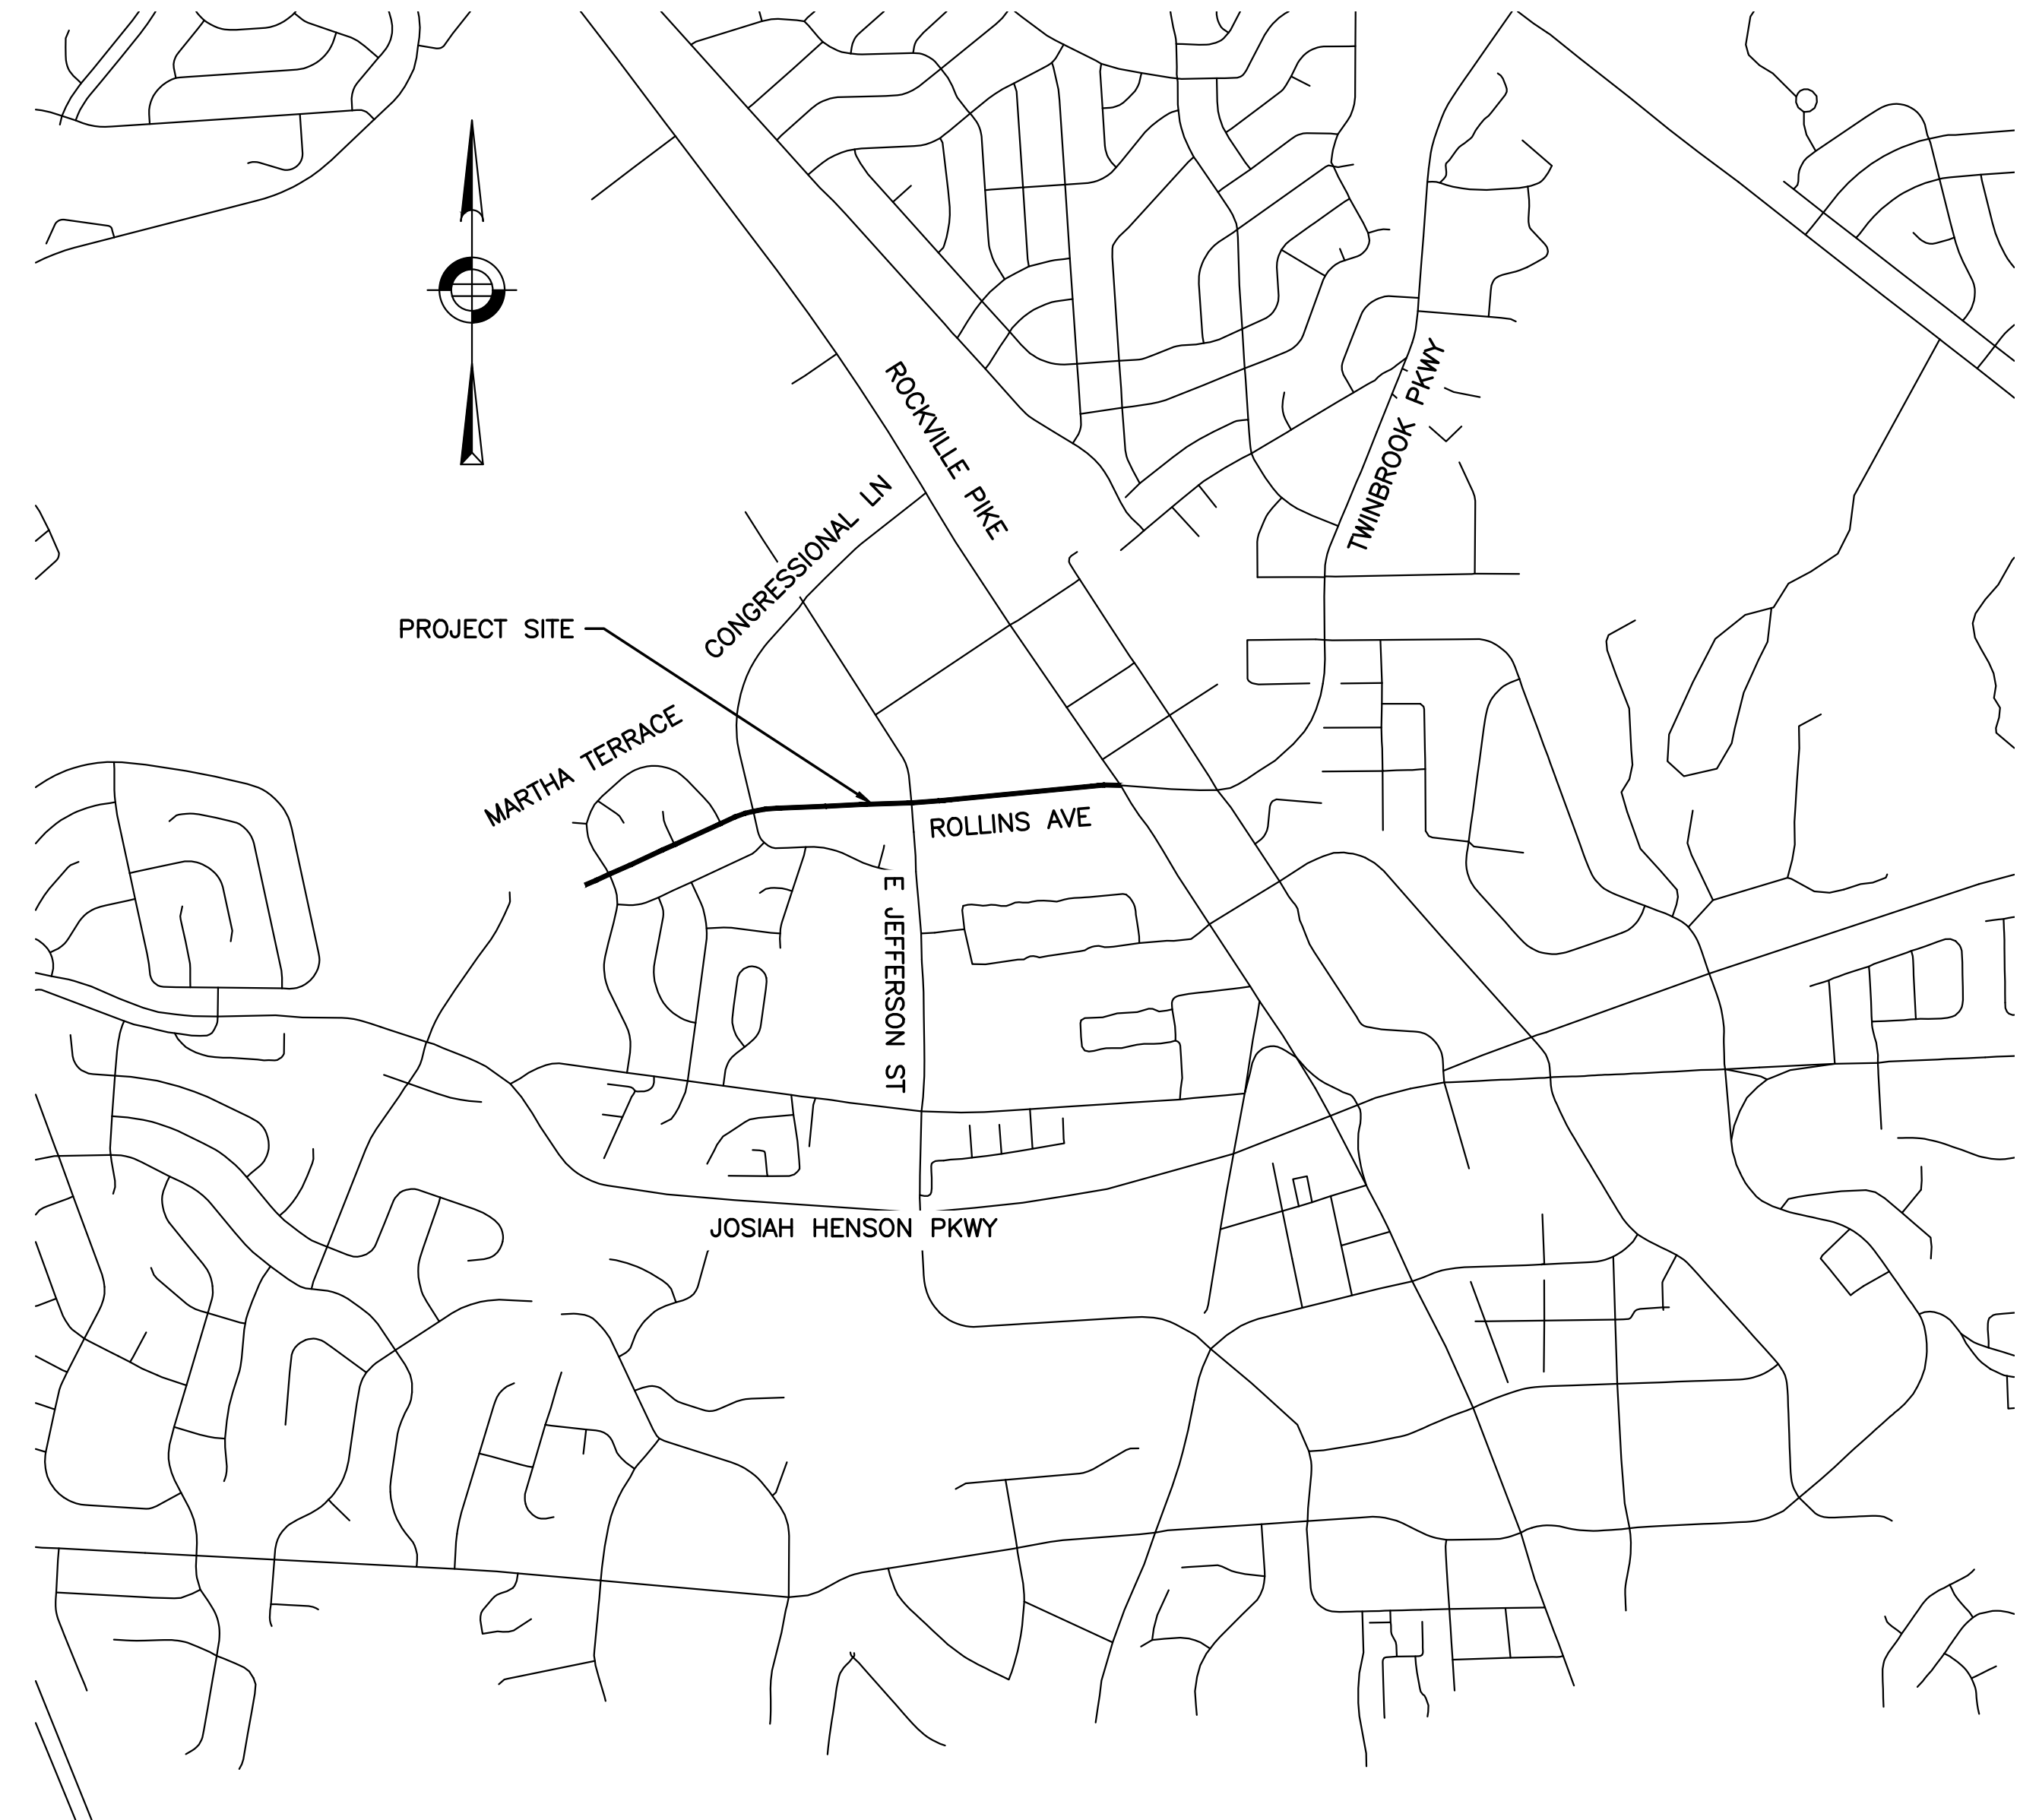 ROCKVILLE PIKE
TWINBROOK PKWY
CONGRESSIONAL LN
PROJECT SITE
MARTHA TERRACE
ROLLINS AVE
E JEFFERSON ST
JOSIAH HENSON PKWY